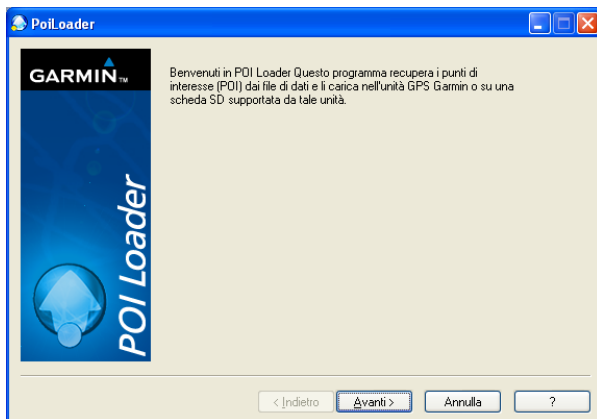 PoiLoader
GARMIN™
POI Loader
Benvenuti in POI Loader Questo programma recupera i punti di
interesse (POI) dai file di dati e li carica nell'unità GPS Garmin o su una
scheda SD supportata da tale unità.
< Indietro
Avanti >
Annulla
?